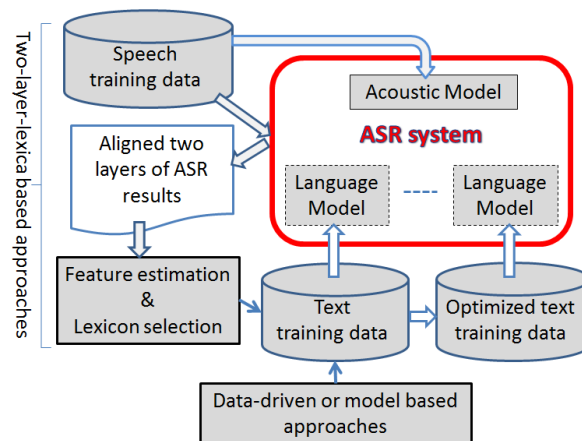 Two-layer-lexica based approaches
Speech
training data
Acoustic Model
ASR system
Aligned two
layers of ASR
results
Language
Model
Language
Model
Feature estimation
&
Lexicon selection
Text
training data
Optimized text
training data
Data-driven or model based
approaches